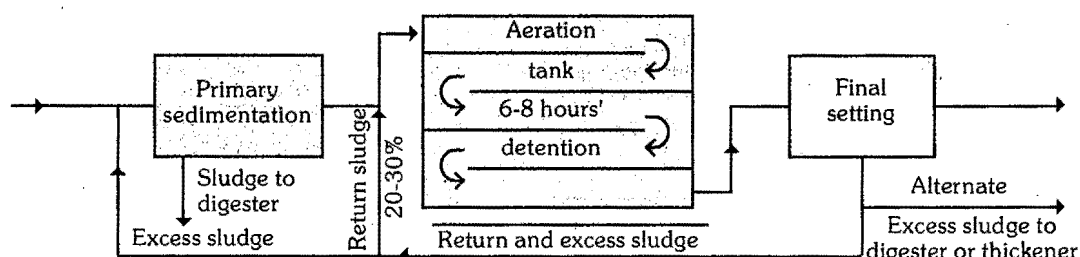 Primary
sedimentation
Sludge to
digester
Excess sludge
Return sludge
20-30%
Aeration
tank
6-8 hours'
detention
Return and excess sludge
Final
setting
Alternate
Excess sludge to
digester or thickener